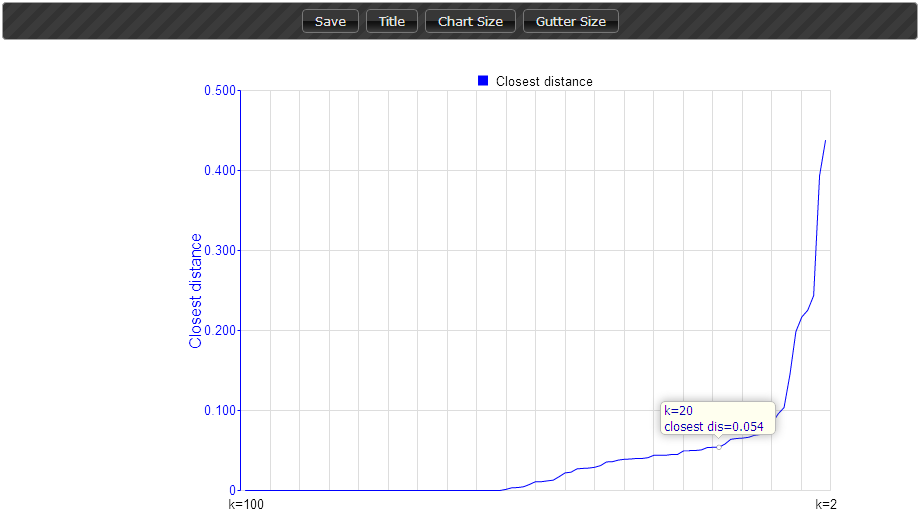 Save Title Chart Size Gutter Size
Closest distance
0.500
0.400
0.300
Closest distance
0.200
0.100
k=20
closest dis=0.054
0
k=100 k=2